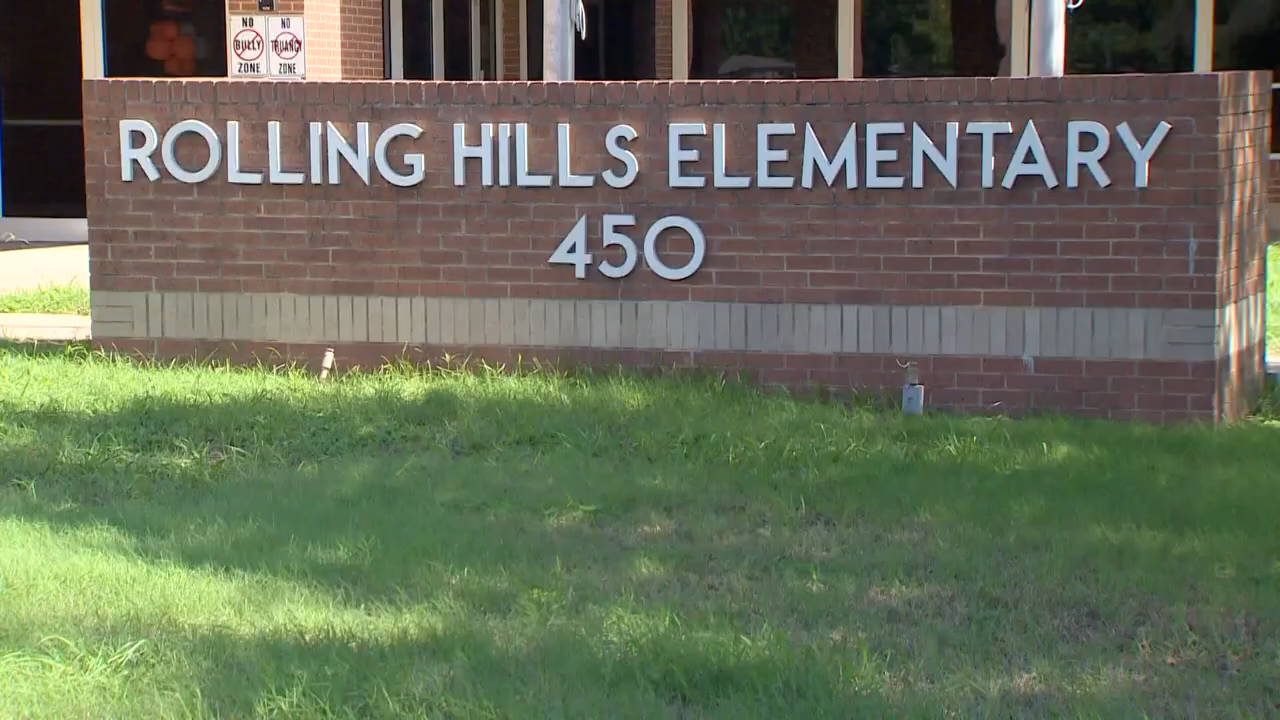 NO
BULLY
ZONE
NO
TRUANCY
ZONE
ROLLING HILLS ELEMENTARY
450